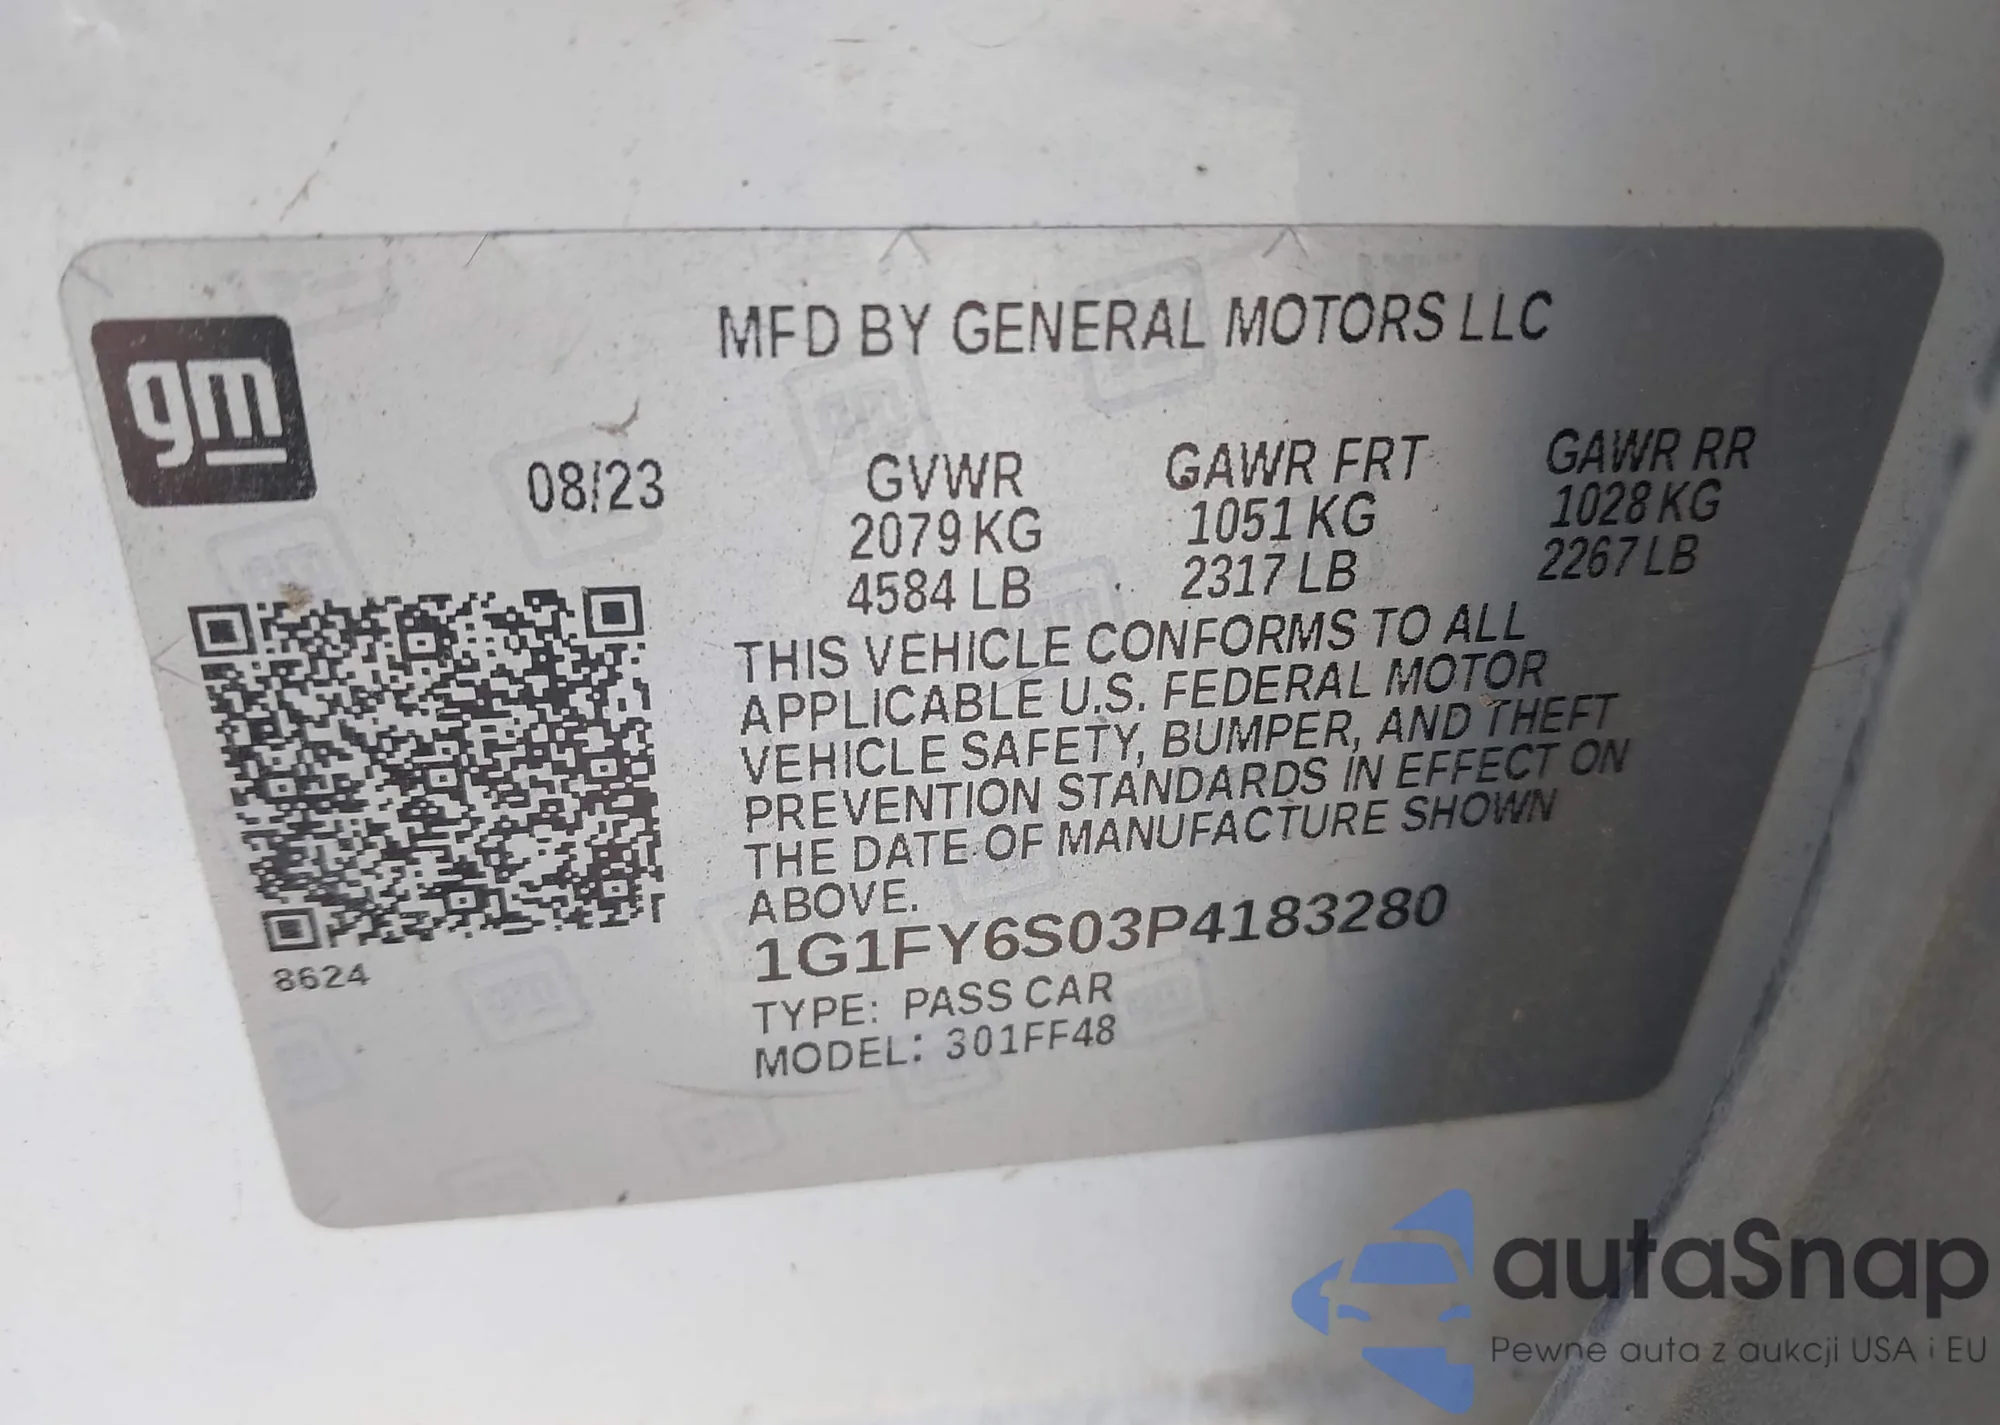 gm
MFD BY GENERAL MOTORS LLC
08/23
GVWR GAWR FRT GAWR RR
2079 KG 1051 KG 1028 KG
4584 LB 2317 LB 2267 LB
THIS VEHICLE CONFORMS TO ALL
APPLICABLE U.S. FEDERAL MOTOR
VEHICLE SAFETY, BUMPER, AND THEFT
PREVENTION STANDARDS IN EFFECT ON
THE DATE OF MANUFACTURE SHOWN
ABOVE.
1G1FY6S03P4183280
8624
TYPE: PASS CAR
MODEL: 301FF48
autaSnap
Pewne auta z aukcji USA i EU